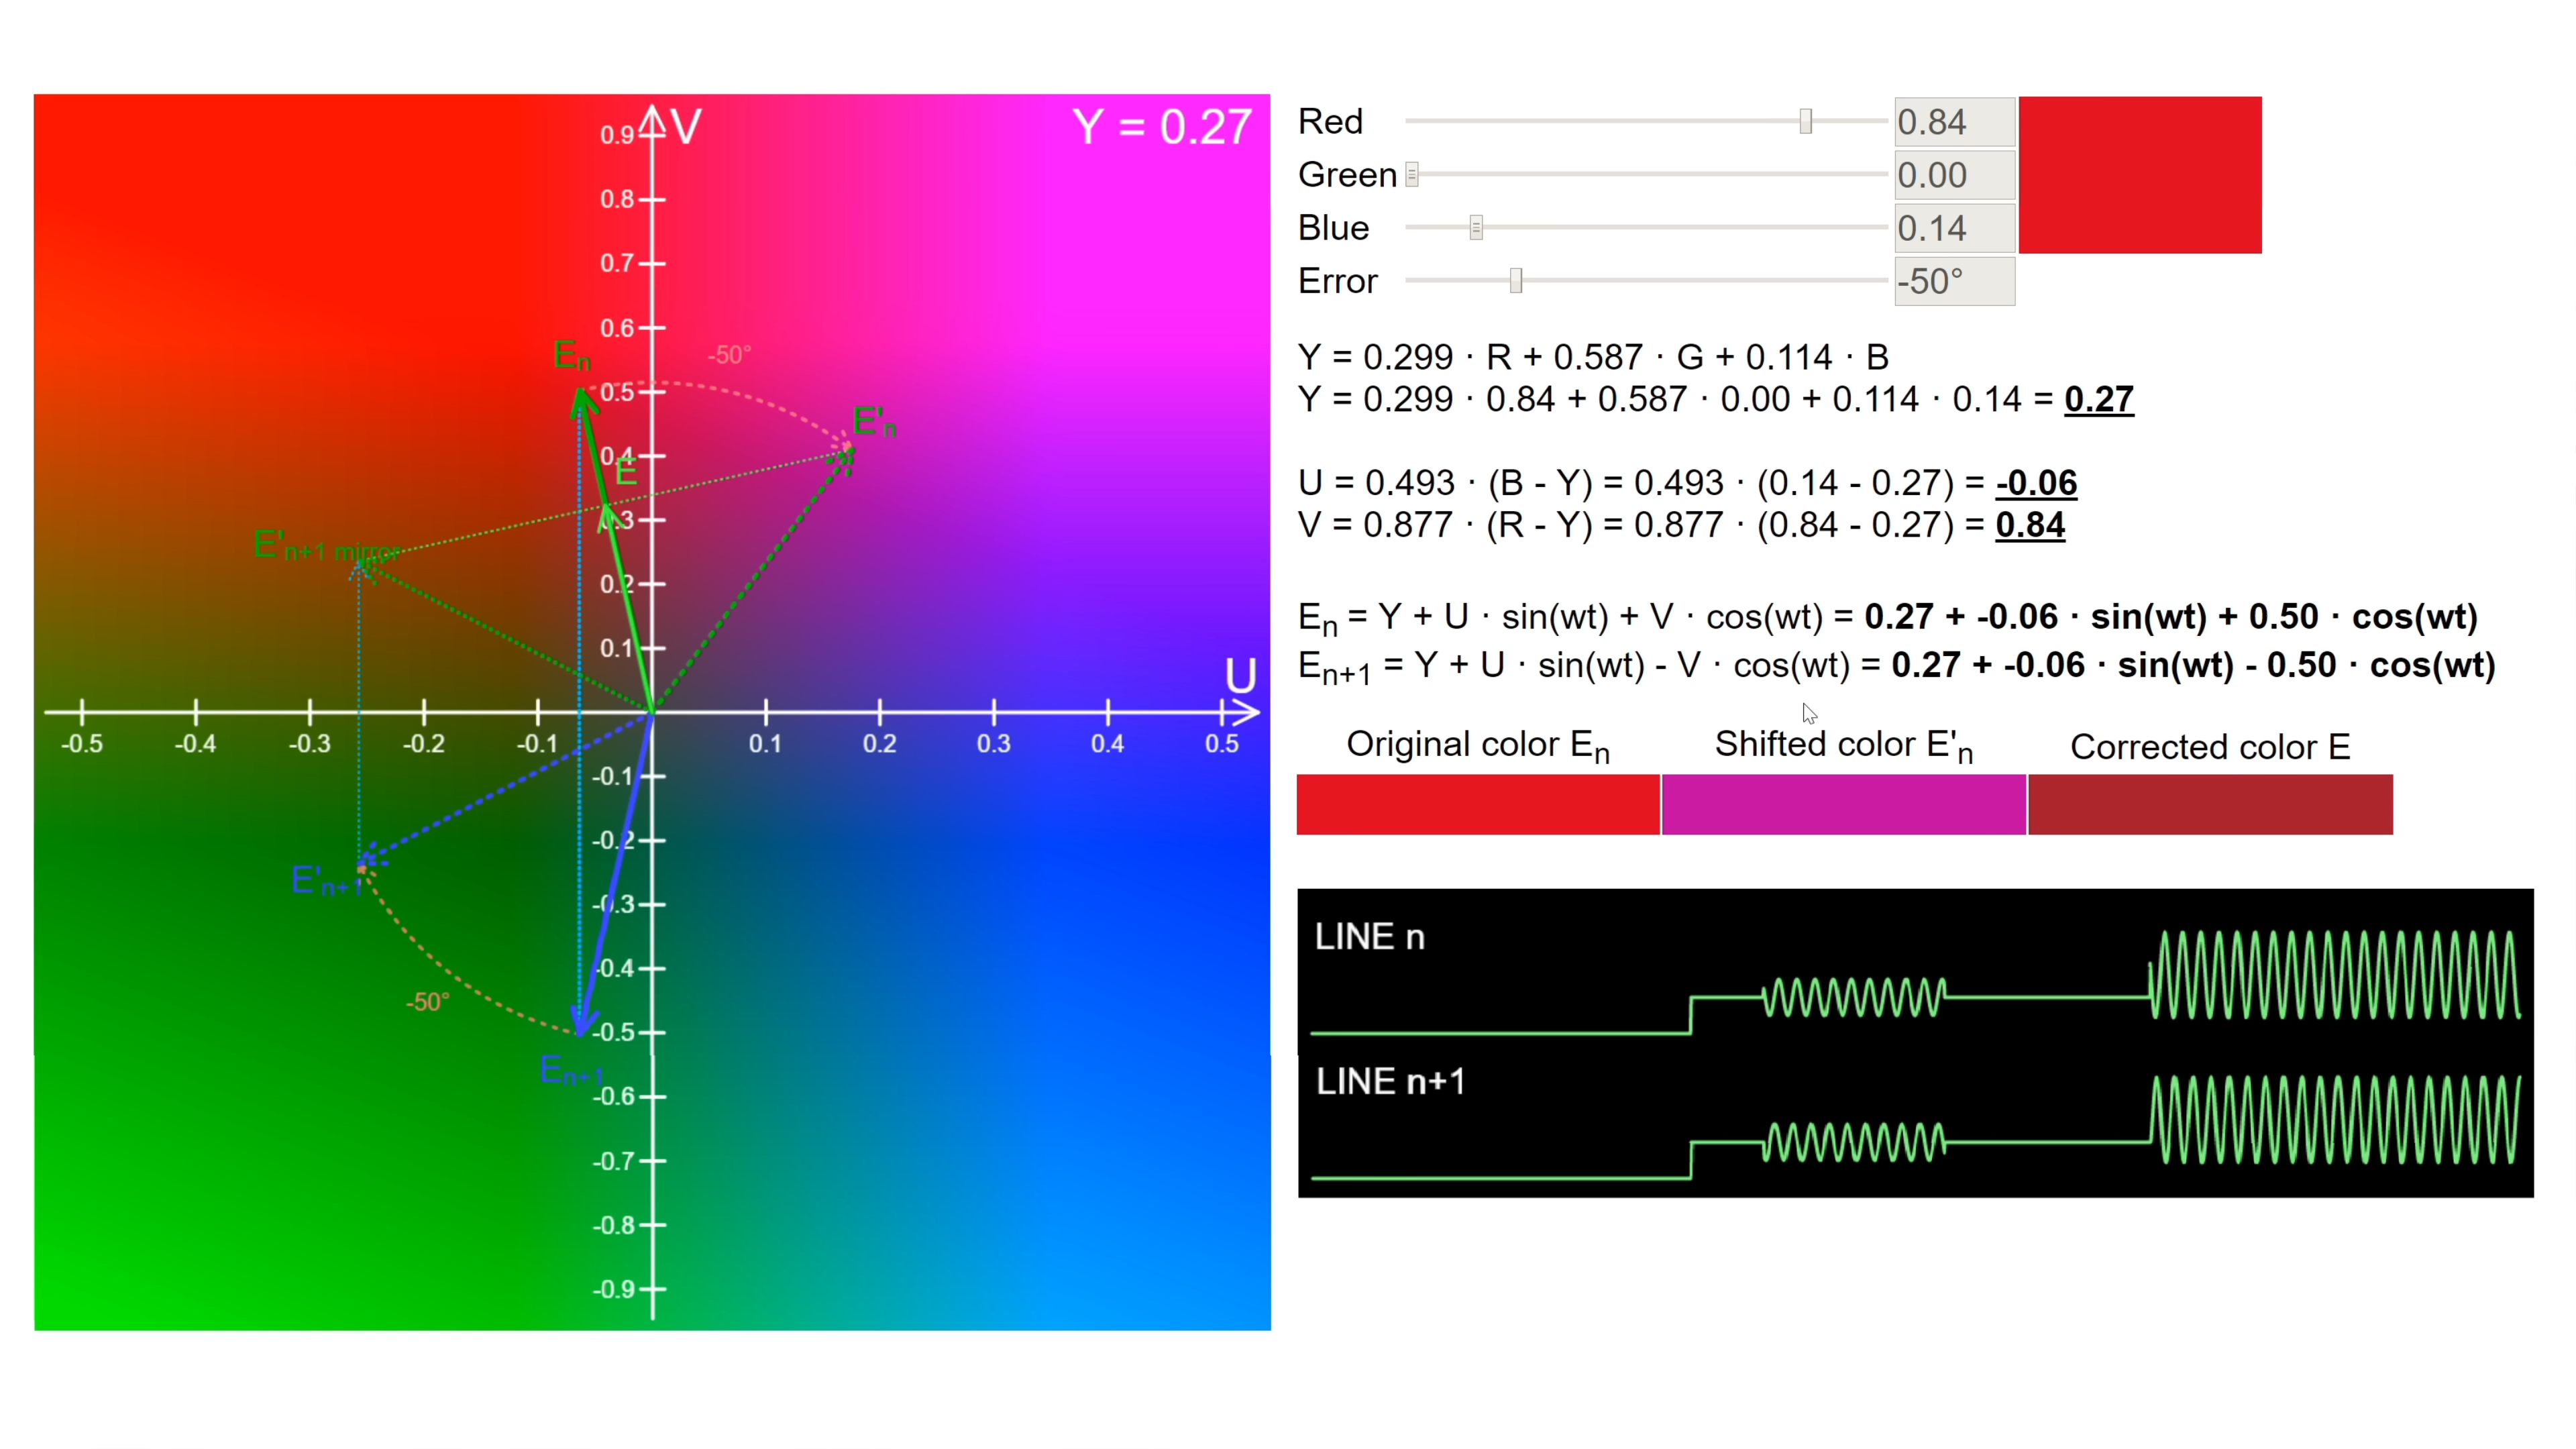 V
Y = 0.27
0.9
0.8
0.7
0.6
0.5
0.4
0.3
0.2
0.1
-0.1
-0.2
-0.3
-0.4
-0.5
-0.6
-0.7
-0.8
-0.9
U
-0.5 -0.4 -0.3 -0.2 -0.1 0.1 0.2 0.3 0.4 0.5
En
-50°
E'n
E
E'n+1 mirror
E'n+1
-50°
En+1
Red 0.84
Green 0.00
Blue 0.14
Error -50°
Y = 0.299 · R + 0.587 · G + 0.114 · B
Y = 0.299 · 0.84 + 0.587 · 0.00 + 0.114 · 0.14 = 0.27
U = 0.493 · (B - Y) = 0.493 · (0.14 - 0.27) = -0.06
V = 0.877 · (R - Y) = 0.877 · (0.84 - 0.27) = 0.84
En = Y + U · sin(wt) + V · cos(wt) = 0.27 + -0.06 · sin(wt) + 0.50 · cos(wt)
En+1 = Y + U · sin(wt) - V · cos(wt) = 0.27 + -0.06 · sin(wt) - 0.50 · cos(wt)
Original color En Shifted color E'n Corrected color E
LINE n
LINE n+1